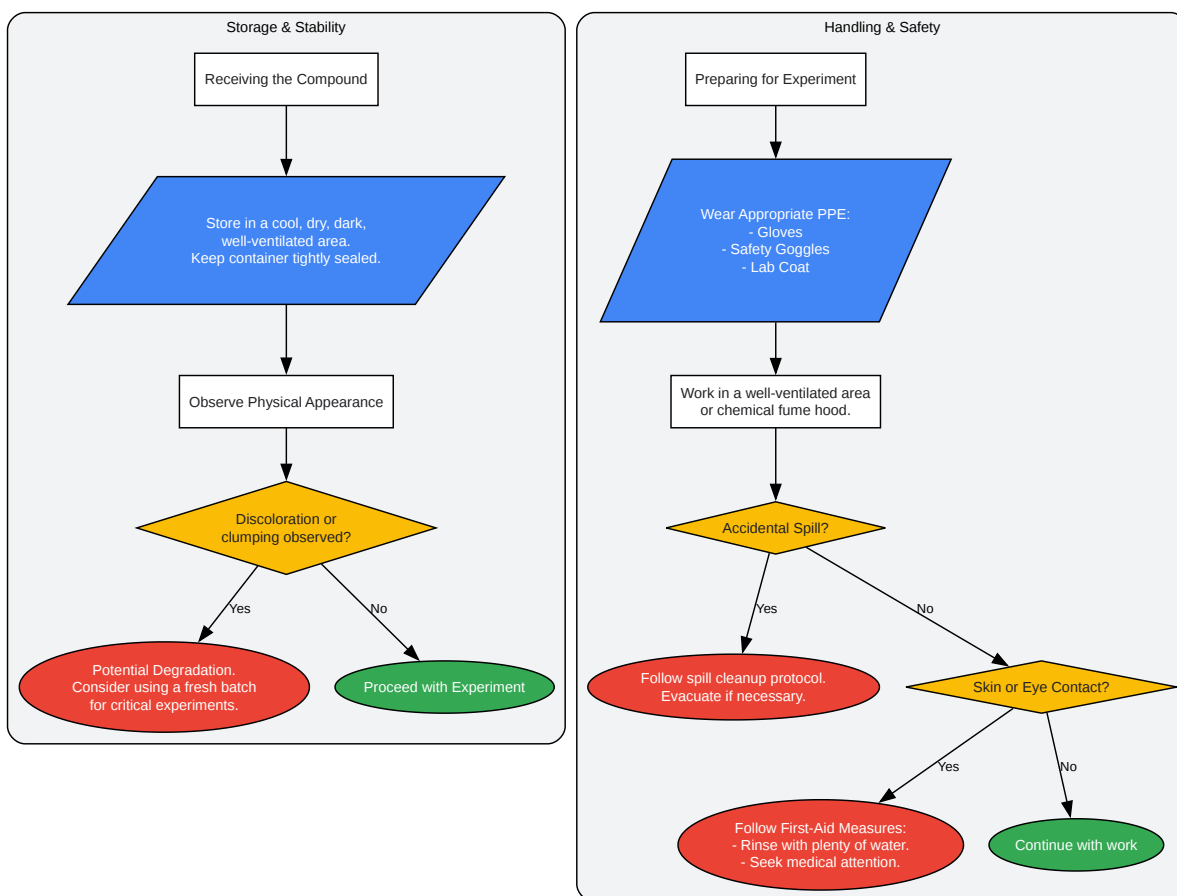 Storage & Stability
Receiving the Compound
Store in a cool, dry, dark,
well-ventilated area.
Keep container tightly sealed.
Observe Physical Appearance
Discoloration or
clumping observed?
Yes
No
Potential Degradation.
Consider using a fresh batch
for critical experiments.
Proceed with Experiment
Handling & Safety
Preparing for Experiment
Wear Appropriate PPE:
- Gloves
- Safety Goggles
- Lab Coat
Work in a well-ventilated area
or chemical fume hood.
Accidental Spill?
Yes
No
Follow spill cleanup protocol.
Evacuate if necessary.
Skin or Eye Contact?
Yes
No
Follow First-Aid Measures:
- Rinse with plenty of water.
- Seek medical attention.
Continue with work